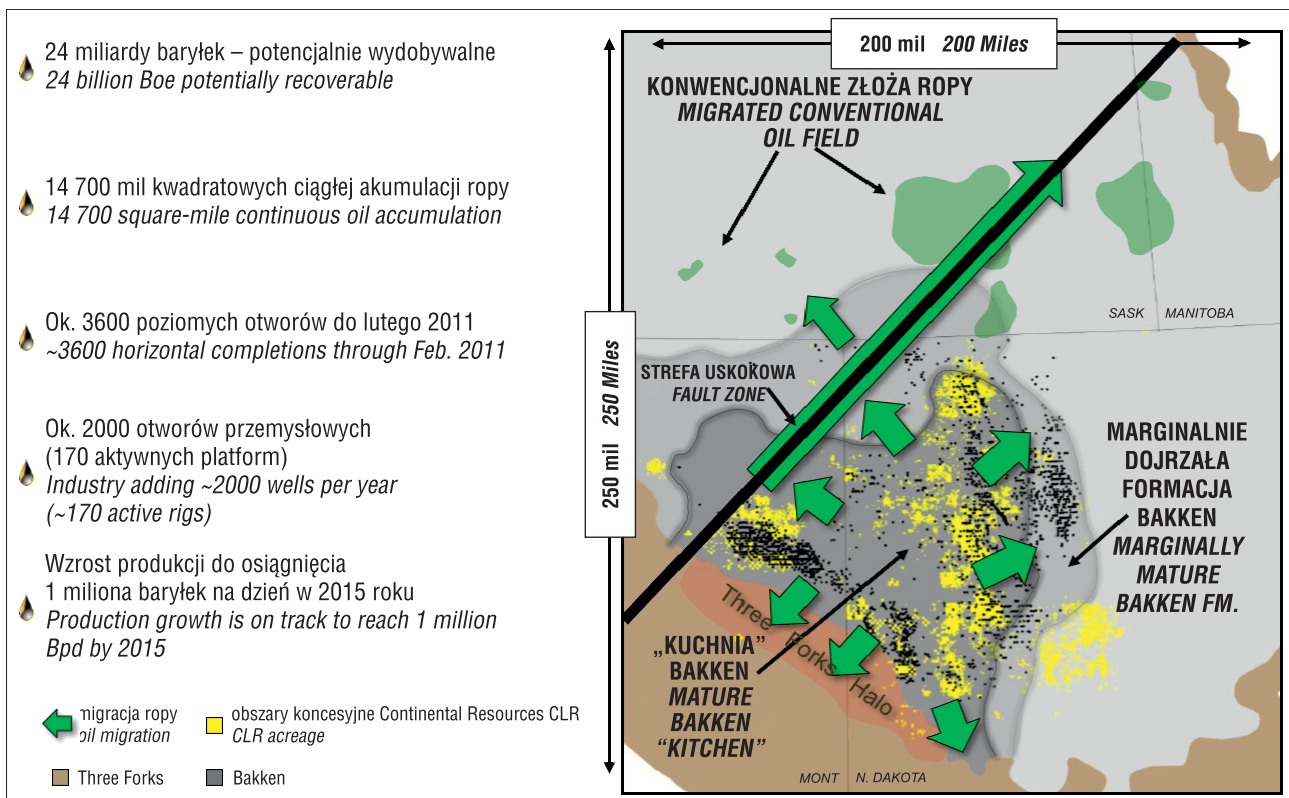 24 miliardy baryłek – potencjalnie wydobywalne
24 billion Boe potentially recoverable
14 700 mil kwadratowych ciągłej akumulacji ropy
14 700 square-mile continuous oil accumulation
Ok. 3600 poziomych otworów do lutego 2011
~3600 horizontal completions through Feb. 2011
Ok. 2000 otworów przemysłowych
(170 aktywnych platform)
Industry adding ~2000 wells per year
(~170 active rigs)
Wzrost produkcji do osiągnięcia
1 miliona baryłek na dzień w 2015 roku
Production growth is on track to reach 1 million
Bpd by 2015
migracja ropy
oil migration
obszary koncesyjne Continental Resources CLR
CLR acreage
Three Forks
Bakken
200 mil 200 Miles
250 mil 250 Miles
KONWENCJONALNE ZŁOŻA ROPY
MIGRATED CONVENTIONAL
OIL FIELD
SASK
MANITOBA
STREFA USKOKOWA
FAULT ZONE
MARGINALNIE
DOJRZAŁA
FORMACJA
BAKKEN
MARGINALLY
MATURE
BAKKEN FM.
Three Forks Halo
„KUCHNIA”
BAKKEN
MATURE
BAKKEN
“KITCHEN”
MONT
N. DAKOTA